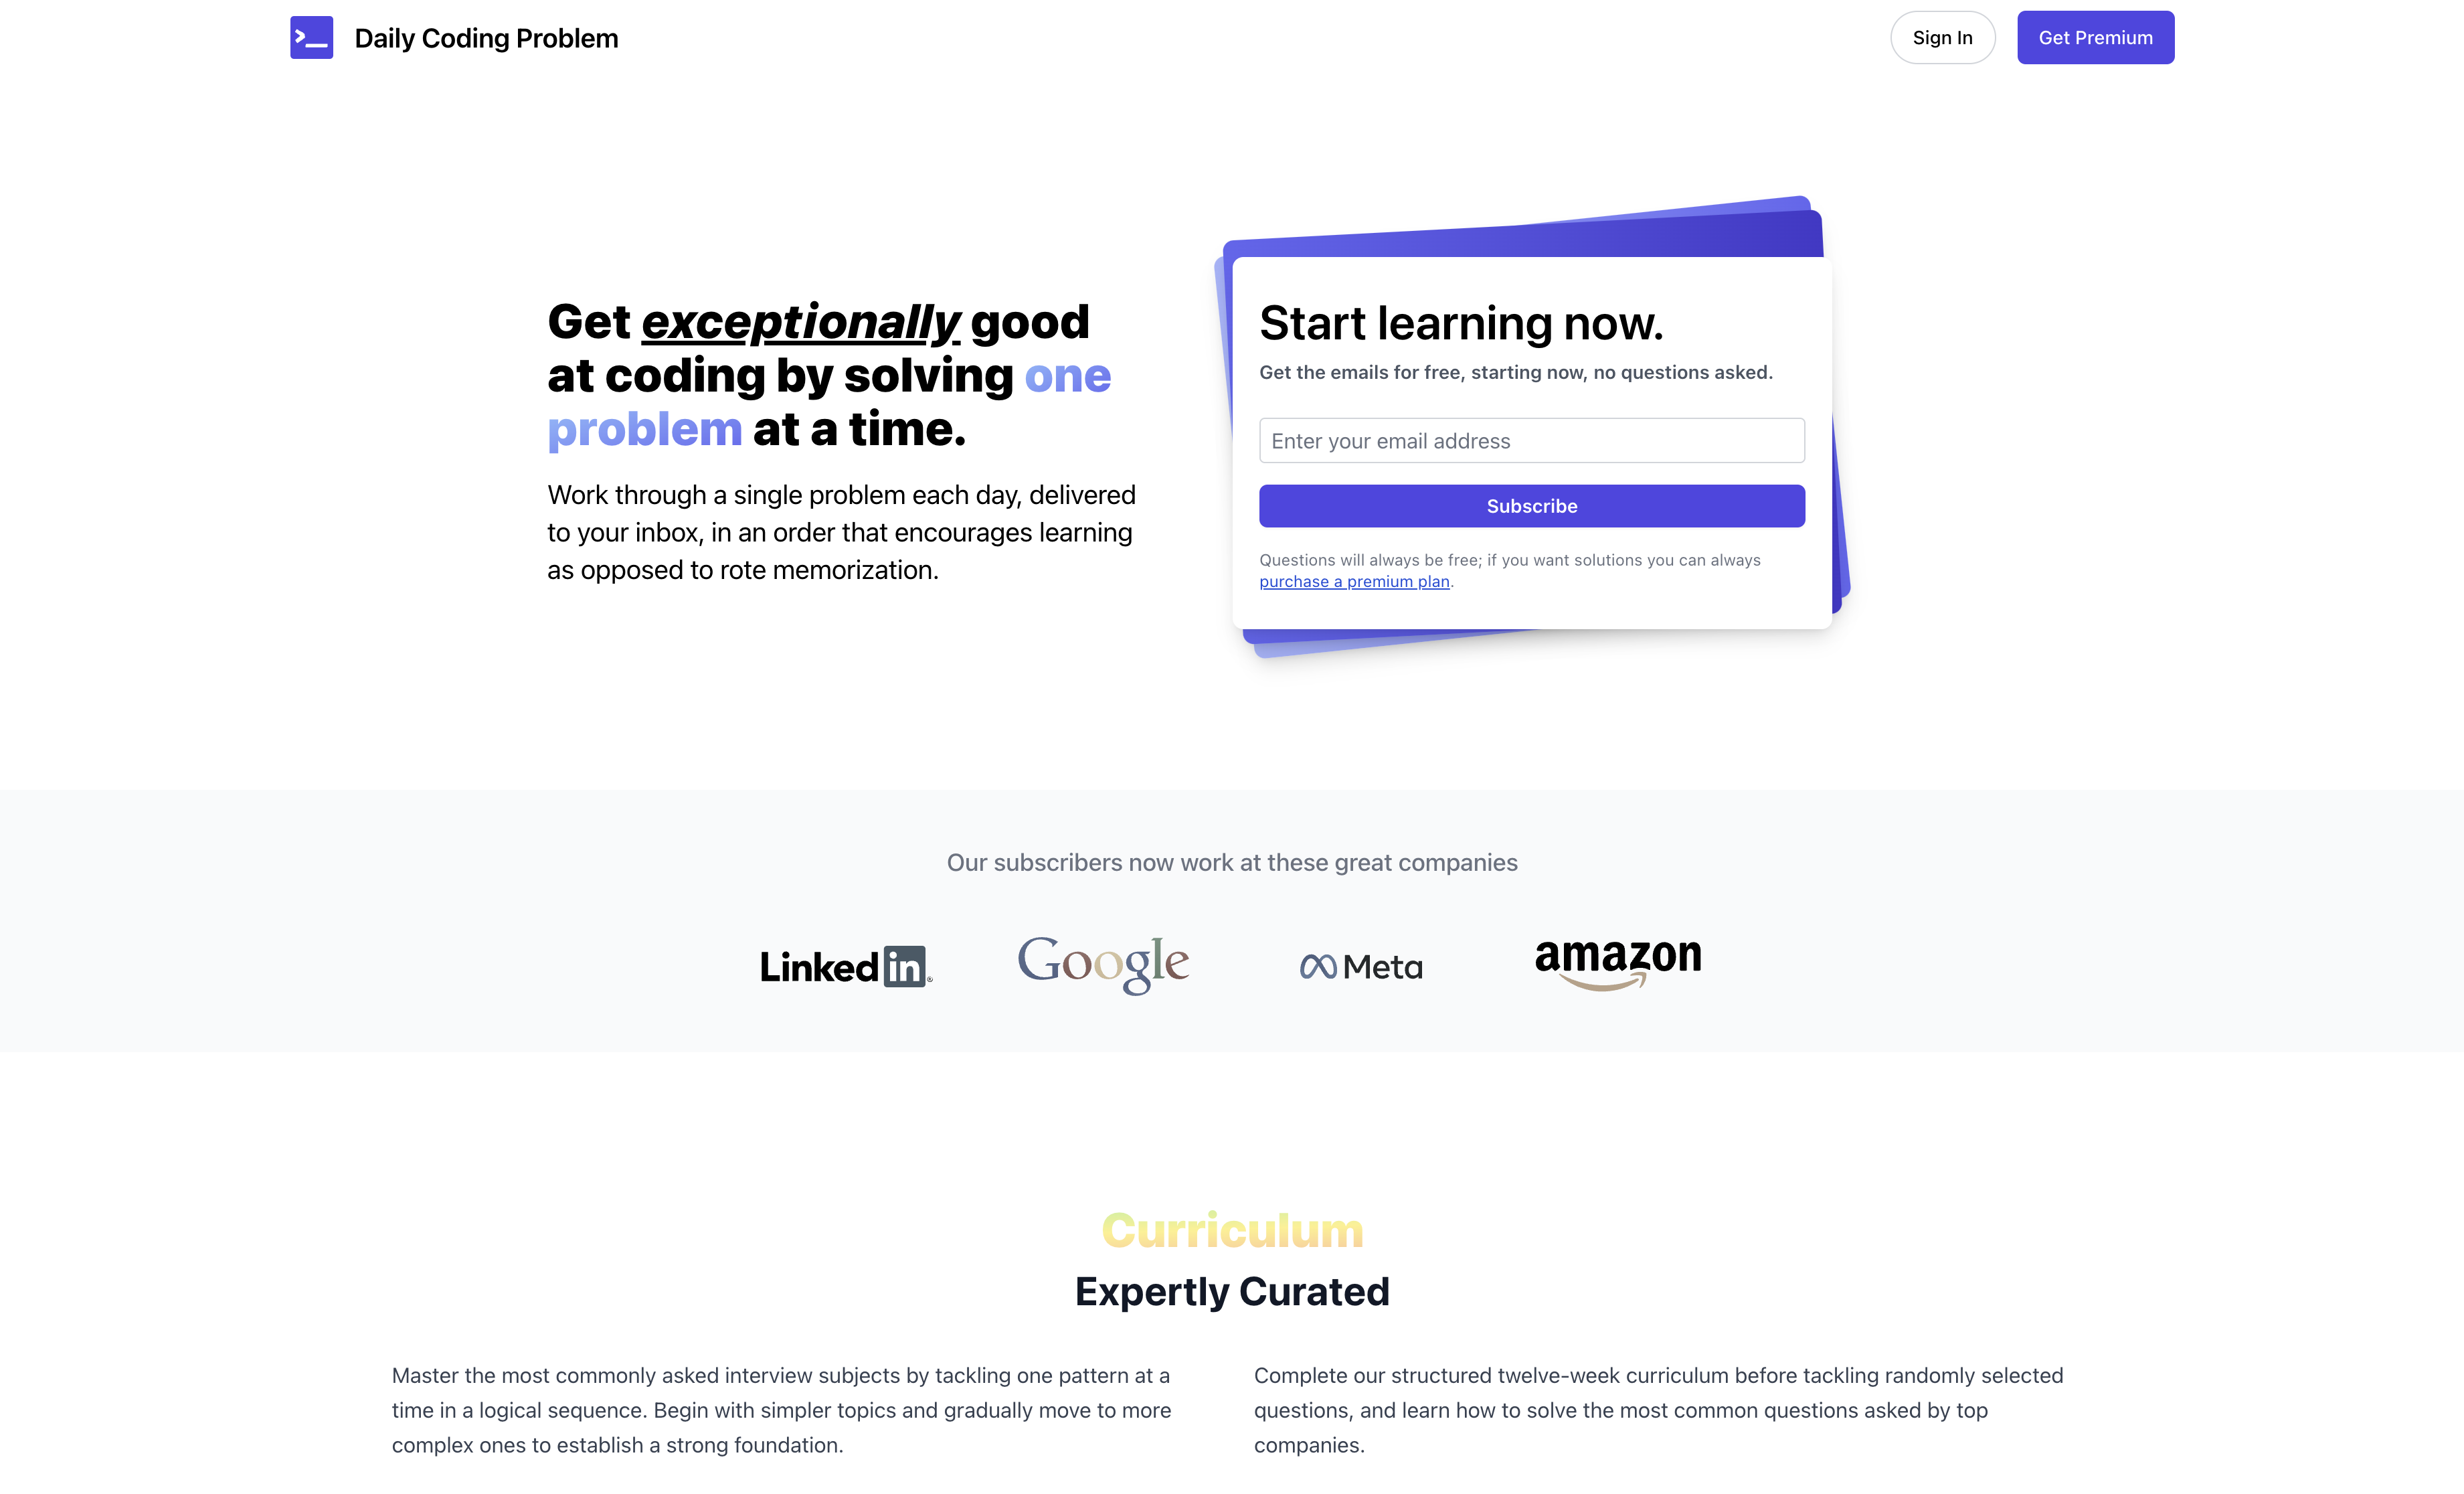 Daily Coding Problem
Sign In
Get Premium
Get exceptionally good
at coding by solving one
problem at a time.
Work through a single problem each day, delivered
to your inbox, in an order that encourages learning
as opposed to rote memorization.
Start learning now.
Get the emails for free, starting now, no questions asked.
Enter your email address
Subscribe
Questions will always be free; if you want solutions you can always
purchase a premium plan.
Our subscribers now work at these great companies
Linked in®
Google
Meta
amazon
Curriculum
Expertly Curated
Master the most commonly asked interview subjects by tackling one pattern at a
time in a logical sequence. Begin with simpler topics and gradually move to more
complex ones to establish a strong foundation.
Complete our structured twelve-week curriculum before tackling randomly selected
questions, and learn how to solve the most common questions asked by top
companies.